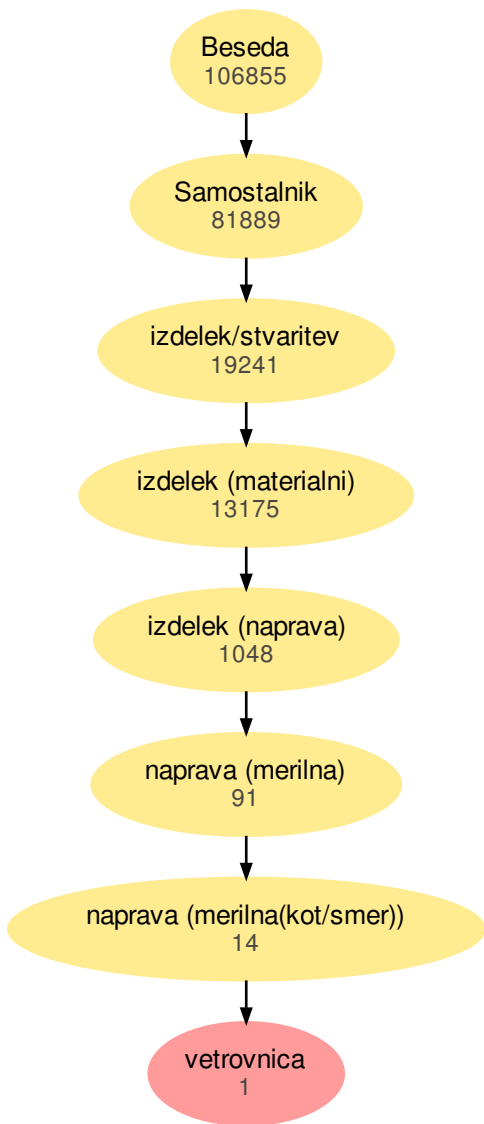 Beseda
106855
Samostalnik
81889
izdelek/stvaritev
19241
izdelek (materialni)
13175
izdelek (naprava)
1048
naprava (merilna)
91
naprava (merilna(kot/smer))
14
vetrovnica
1